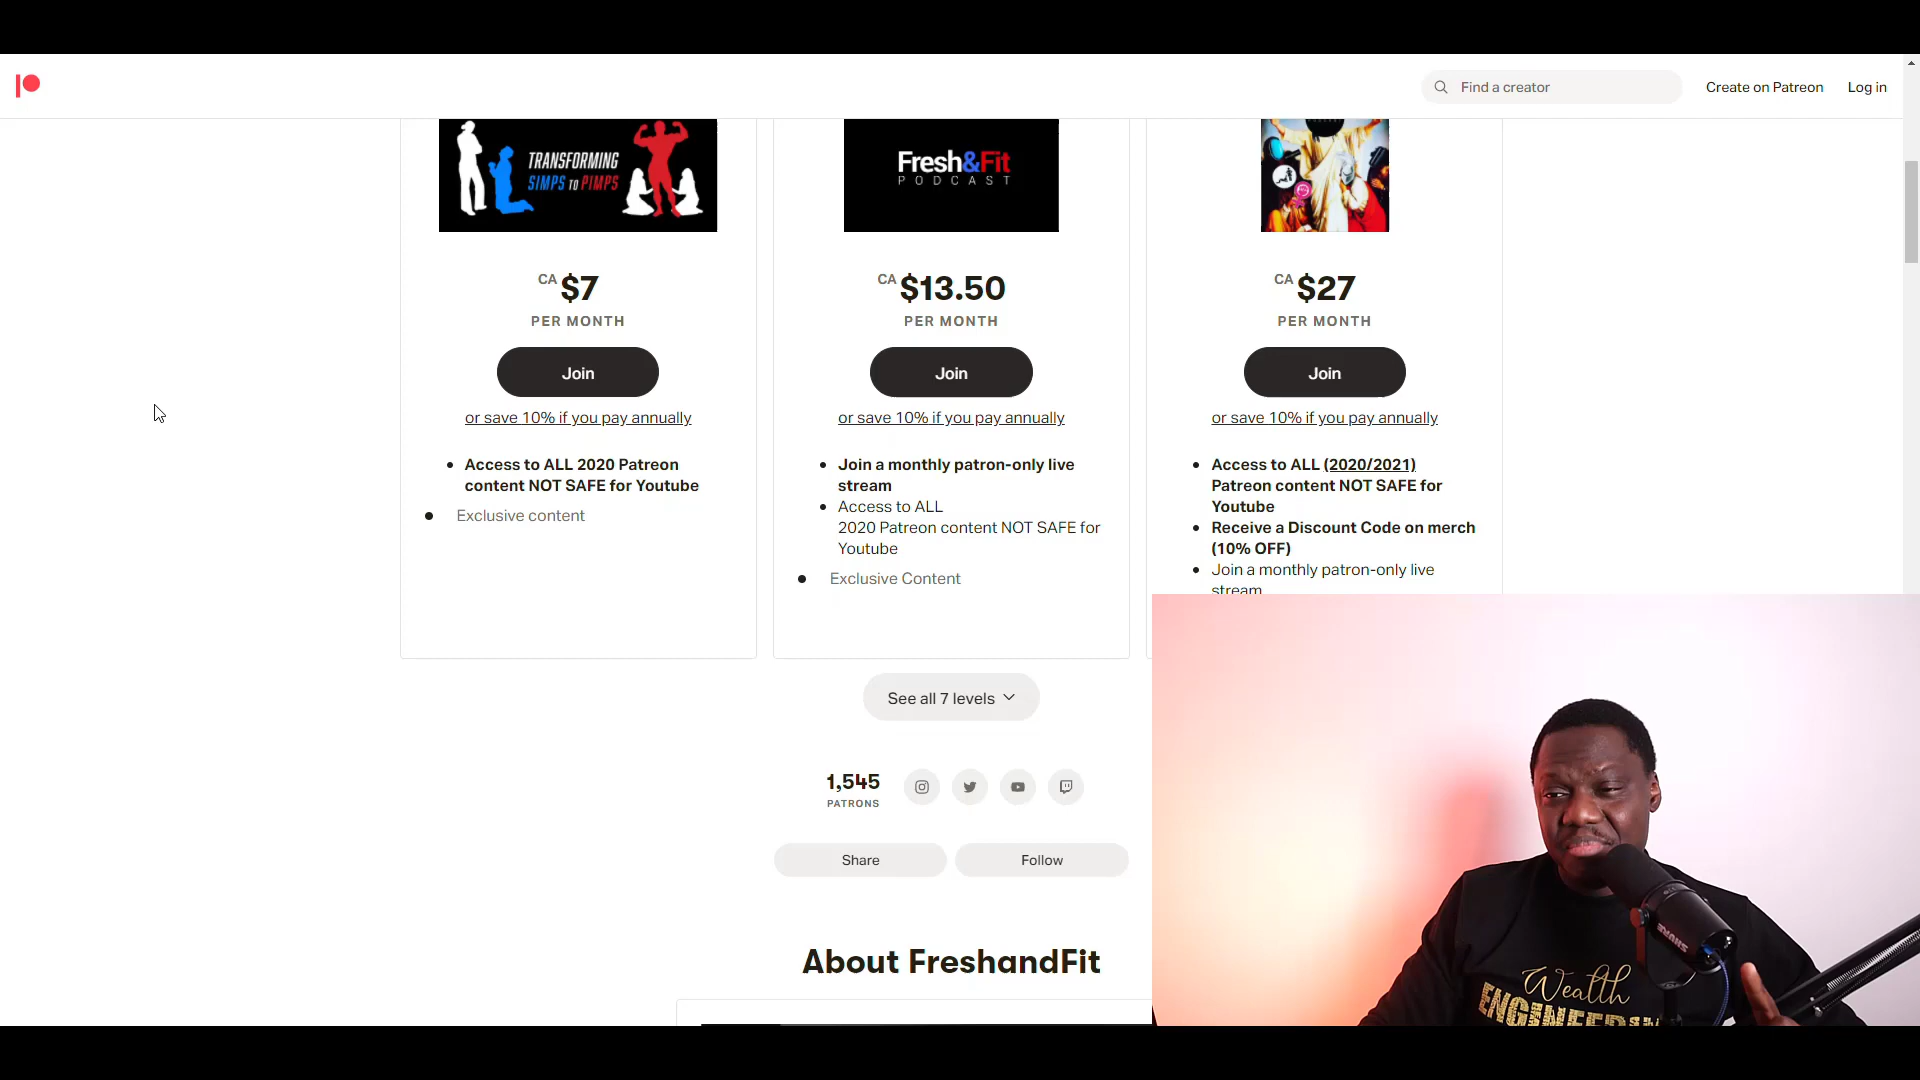 Find a creator
Create on Patreon
Log in
TRANSFORMING
SIMPS TO PIMPS
Fresh&Fit
PODCAST
CA $7
PER MONTH
Join
or save 10% if you pay annually
Access to ALL 2020 Patreon
content NOT SAFE for Youtube
Exclusive content
CA $13.50
PER MONTH
Join
or save 10% if you pay annually
Join a monthly patron-only live
stream
Access to ALL
2020 Patreon content NOT SAFE for
Youtube
Exclusive Content
CA $27
PER MONTH
Join
or save 10% if you pay annually
Access to ALL (2020/2021)
Patreon content NOT SAFE for
Youtube
Receive a Discount Code on merch
(10% OFF)
Join a monthly patron-only live
stream
See all 7 levels
1,545
PATRONS
Share
Follow
About FreshandFit
Wealth